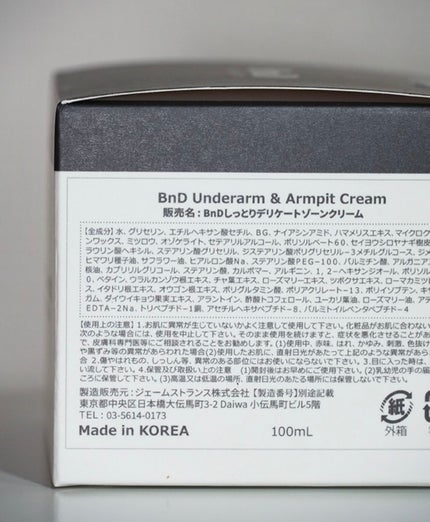 BnD Underarm & Armpit Cream
販売名:BnDしっとりデリケートゾーンクリーム
【全成分】水, グリセリン, エチルヘキサン酸セチル, BG, ナイアシンアミド, ハマメリスエキス, マイクロク
ンワックス, ミツロウ, オゾケライト, セテアリルアルコール, ポリソルベート60, セイヨウシロヤナギ樹皮
ラウリン酸ヘキシル, ステアリン酸グリセリル, ジステアリン酸ポリグリセリル-3メチルグルコース, ジメ
ヒマワリ種子油, サフラワー油, ヒアルロン酸Na, ステアリン酸PEG-100, パルミチン酸, アルガニア
核油, カプリリルグリコール, ステアリン酸, カルボマー, アルギニン, 1, 2-ヘキサンジオール, ポリソル
0, ベタイン, ウラルカンゾウ根エキス, チャ葉エキス, ローズマリーエキス, ツボクサエキス, ローマカミツ
ス, イタドリ根エキス, オウゴン根エキス, ポリグルタミン酸, ポリアクリレート-13, ポリイソブテン, キサ
ガム, ダイウイキョウ果実エキス, アラントイン, 酢酸トコフェロール, ユーカリ葉油, ローズマリー油, アデ
EDTA-2Na, トリペプチド-1銅, アセチルヘキサペプチド-8, パルミトイルペンタペプチド-4
【使用上の注意】1.お肌に異常が生じていないかよく注意して使用して下さい。化粧品がお肌に合わない
次のような場合には、使用を中止して下さい。そのまま使用を続けますと、症状を悪化させることがあ
で、皮膚科専門医等にご相談されることをお勧めします。(1)使用中、赤味、はれ、かゆみ、刺激、色抜け
や黒ずみ等の異常があらわれた場合(2)使用したお肌に、直射日光があたって上記のような異常があら
合 2.傷やはれもの、しっしん等、異常のある部位にはお使いにならないで下さい。3.目に入った時は、
い流して下さい。4.保管及び取扱い上の注意 (1)開封後はお早めにご使用下さい。(2)乳幼児の手の届
ころに保管して下さい。(3)高温又は低温の場所、直射日光のあたる場所には保管しないで下さい。
製造販売元:ジェームストランス株式会社【製造番号】別途記載
東京都中央区日本橋大伝馬町3-2 Daiwa 小伝馬町ビル5階
TEL : 03-5614-0173
Made in KOREA 100mL
紙
外箱